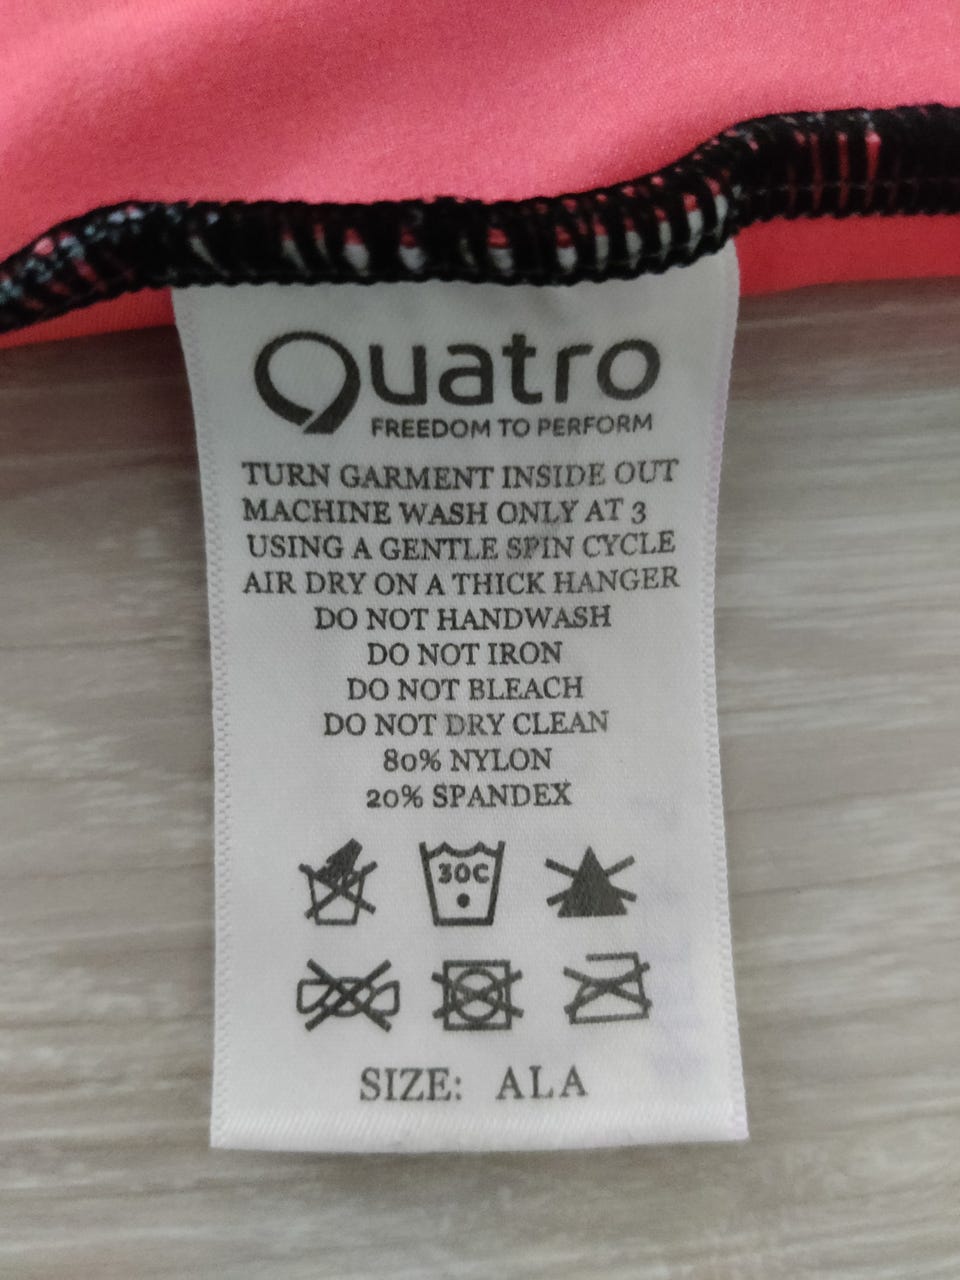 Quatro
FREEDOM TO PERFORM
TURN GARMENT INSIDE OUT
MACHINE WASH ONLY AT 3
USING A GENTLE SPIN CYCLE
AIR DRY ON A THICK HANGER
DO NOT HANDWASH
DO NOT IRON
DO NOT BLEACH
DO NOT DRY CLEAN
80% NYLON
20% SPANDEX
30C
SIZE: ALA